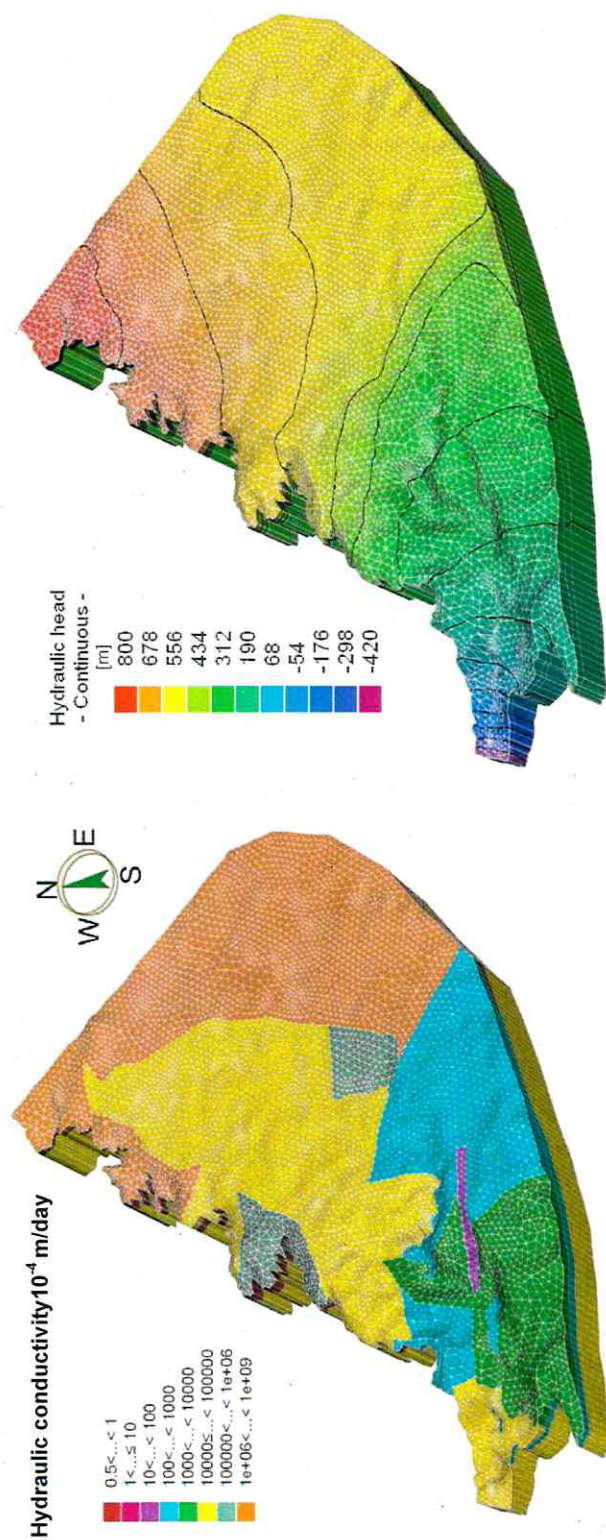 Hydraulic conductivity10⁻⁴ m/day
0.5<...< 1
1<...≤ 10
10<...< 100
100<...< 1000
1000<...< 10000
10000≤...< 100000
100000<...< 1e+06
1e+06<...< 1e+09
N
W
E
S
Hydraulic head
- Continuous -
[m]
800
678
556
434
312
190
68
-54
-176
-298
-420